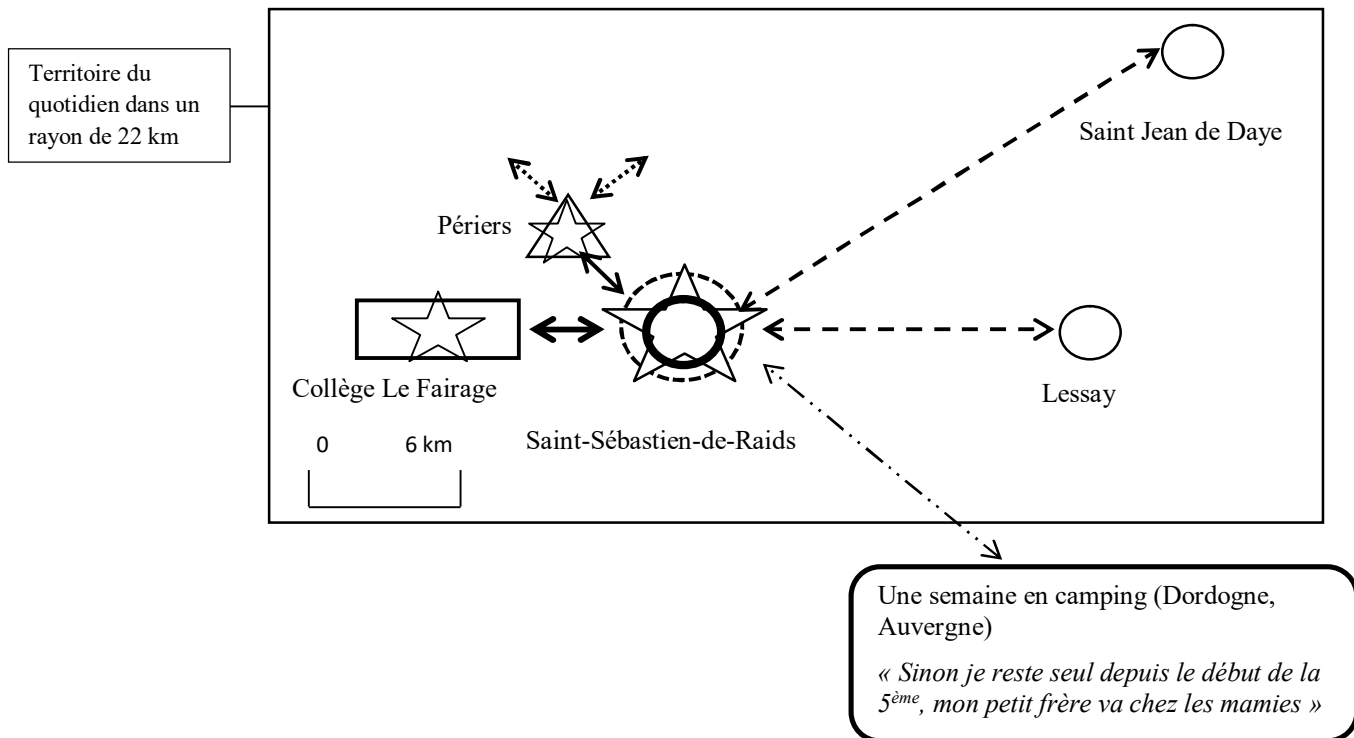 Territoire du
quotidien dans un
rayon de 22 km
Saint Jean de Daye
Périers
Collège Le Fairage
Lessay
0 6 km
Saint-Sébastien-de-Raids
Une semaine en camping (Dordogne,
Auvergne)
« Sinon je reste seul depuis le début de la
5ème, mon petit frère va chez les mamies »